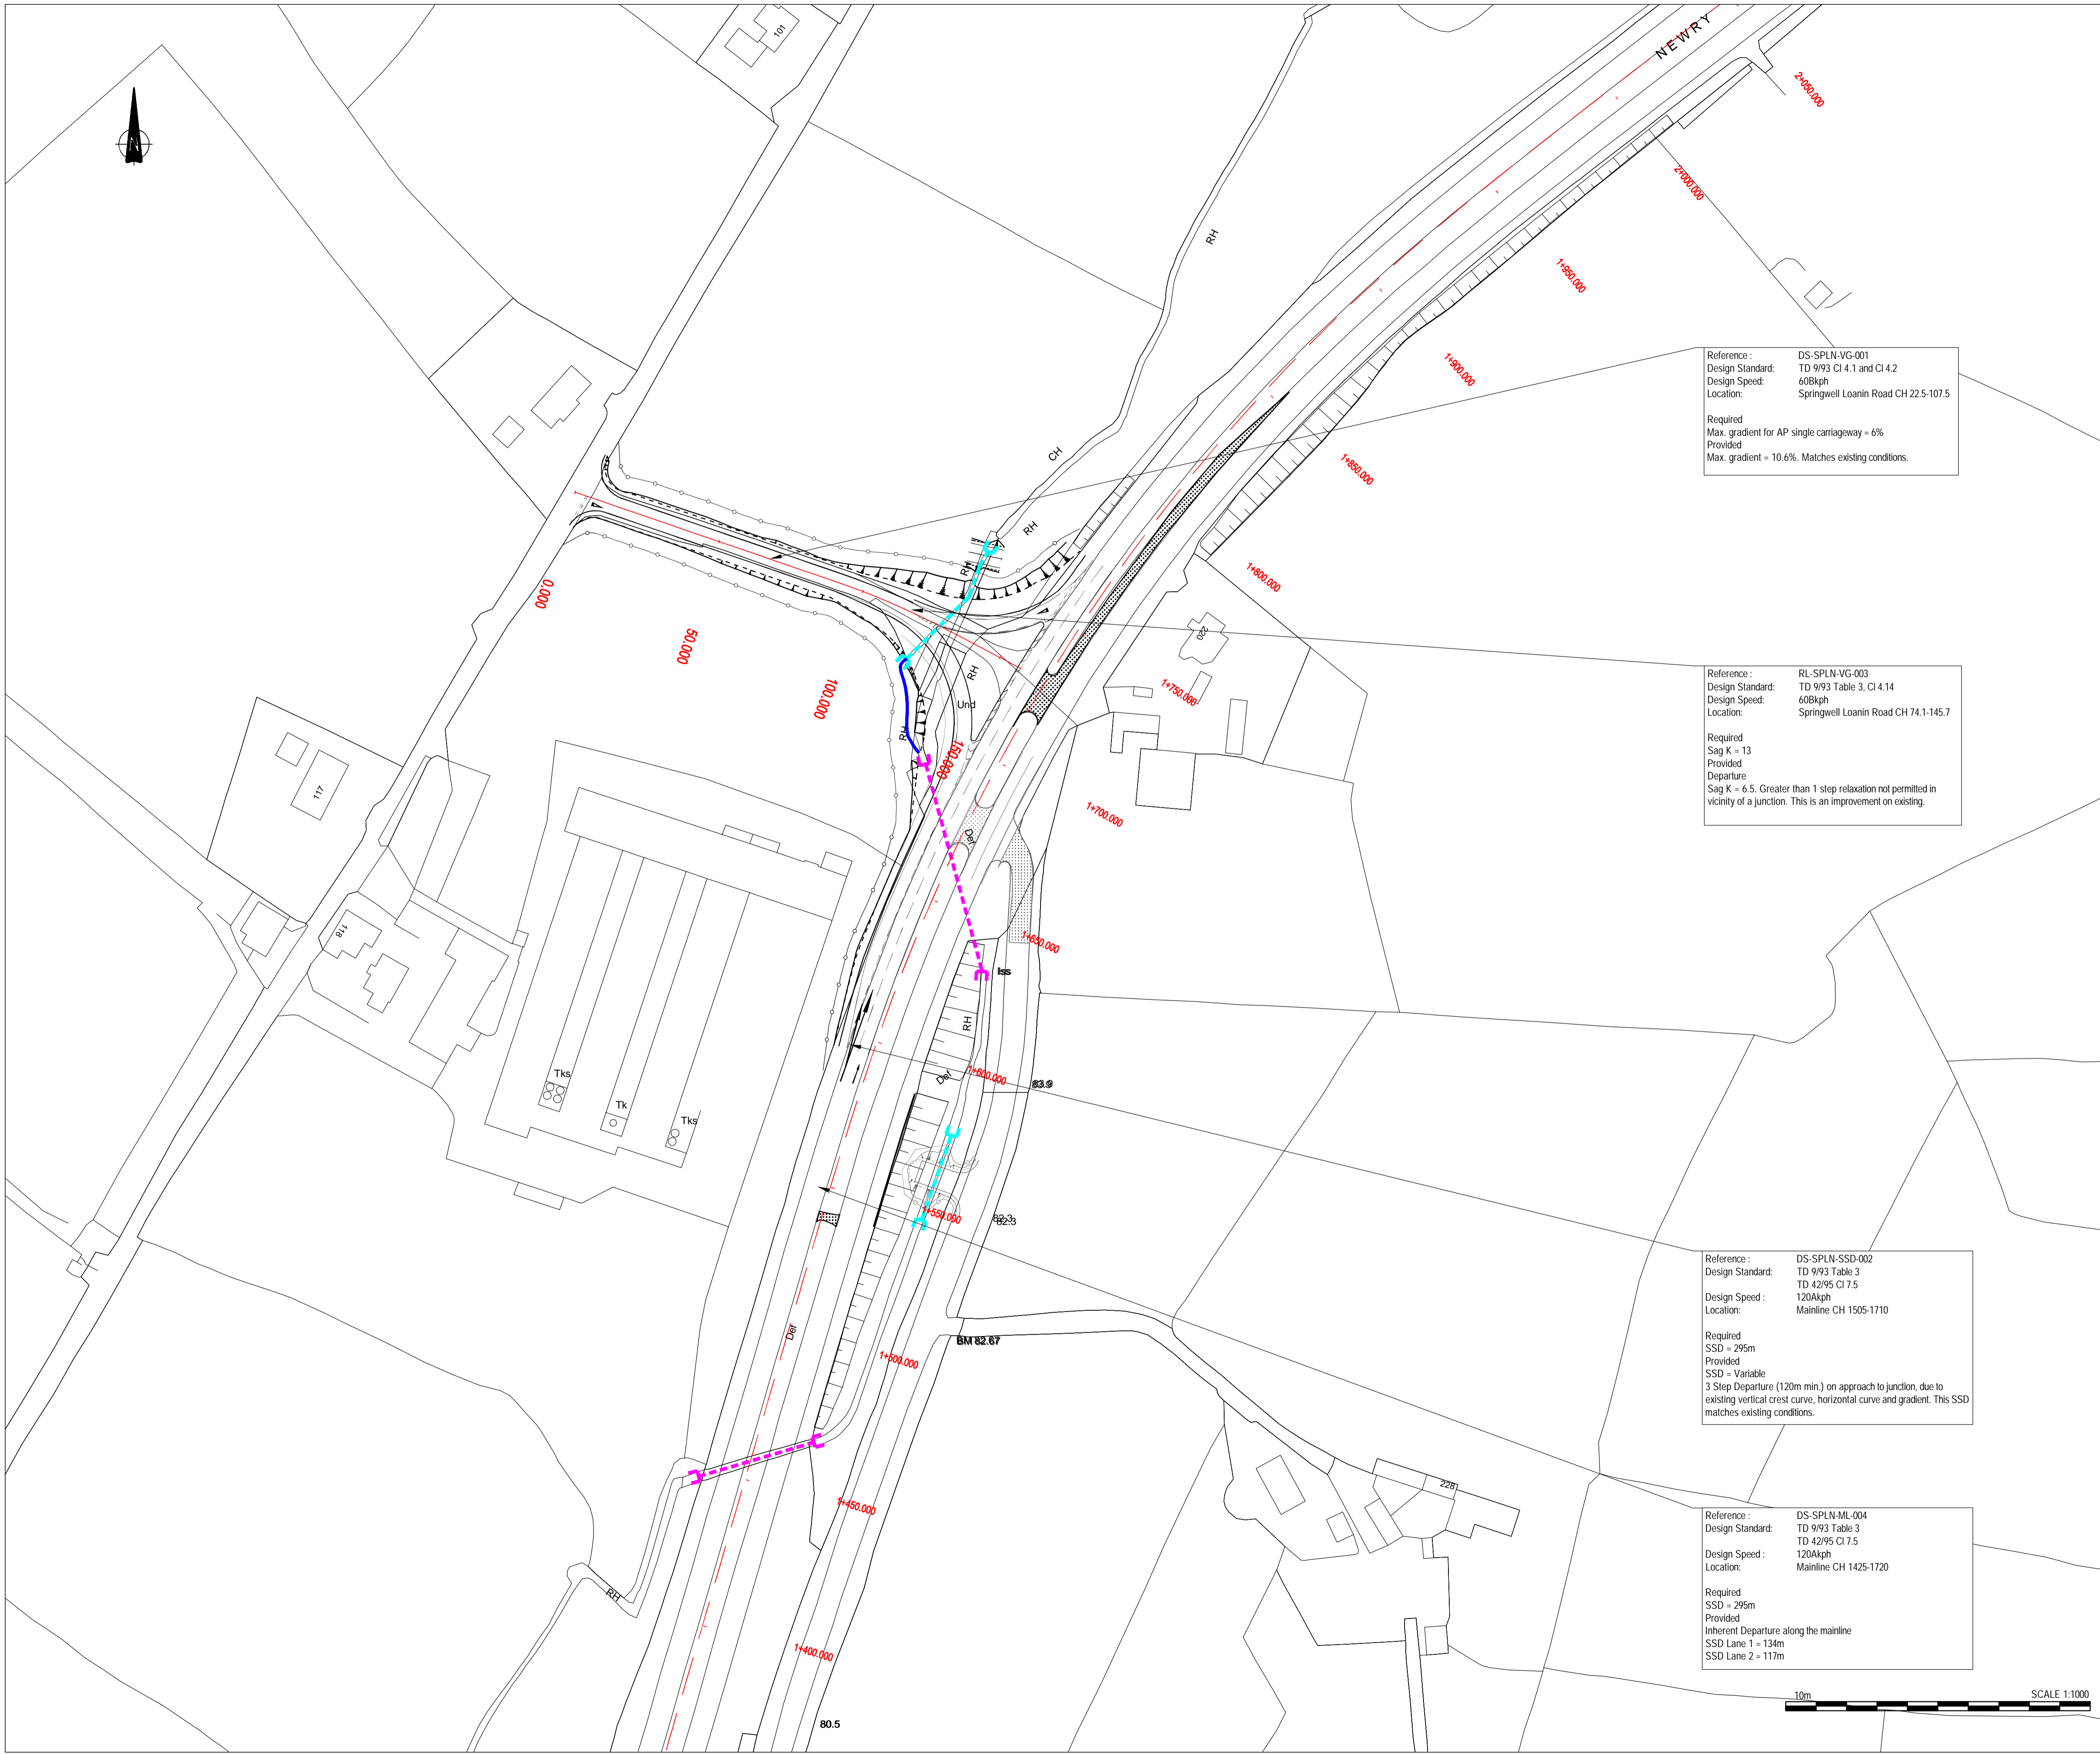 101
NEWRY
2+050.000
2+000.000
RH
1+950.000
1+900.000
CH
1+850.000
RH
RH
1+800.000
0.000
50.000
100.000
150.000
RH
RH
Und
220
1+750.000
1+700.000
Def
117
118
1+650.000
Iss
RH
Def
1+600.000
83.9
Tks
Tk
Tks
1+550.000
82.3
82.3
Def
BM 82.67
1+500.000
1+450.000
228
RH
1+400.000
80.5
Reference : DS-SPLN-VG-001
Design Standard: TD 9/93 Cl 4.1 and Cl 4.2
Design Speed: 60Bkph
Location: Springwell Loanin Road CH 22.5-107.5
Required
Max. gradient for AP single carriageway = 6%
Provided
Max. gradient = 10.6%. Matches existing conditions.
Reference : RL-SPLN-VG-003
Design Standard: TD 9/93 Table 3, Cl 4.14
Design Speed: 60Bkph
Location: Springwell Loanin Road CH 74.1-145.7
Required
Sag K = 13
Provided
Departure
Sag K = 6.5. Greater than 1 step relaxation not permitted in
vicinity of a junction. This is an improvement on existing.
Reference : DS-SPLN-SSD-002
Design Standard: TD 9/93 Table 3
TD 42/95 Cl 7.5
Design Speed : 120Akph
Location: Mainline CH 1505-1710
Required
SSD = 295m
Provided
SSD = Variable
3 Step Departure (120m min.) on approach to junction, due to
existing vertical crest curve, horizontal curve and gradient. This SSD
matches existing conditions.
Reference : DS-SPLN-ML-004
Design Standard: TD 9/93 Table 3
TD 42/95 Cl 7.5
Design Speed : 120Akph
Location: Mainline CH 1425-1720
Required
SSD = 295m
Provided
Inherent Departure along the mainline
SSD Lane 1 = 134m
SSD Lane 2 = 117m
10m
SCALE 1:1000